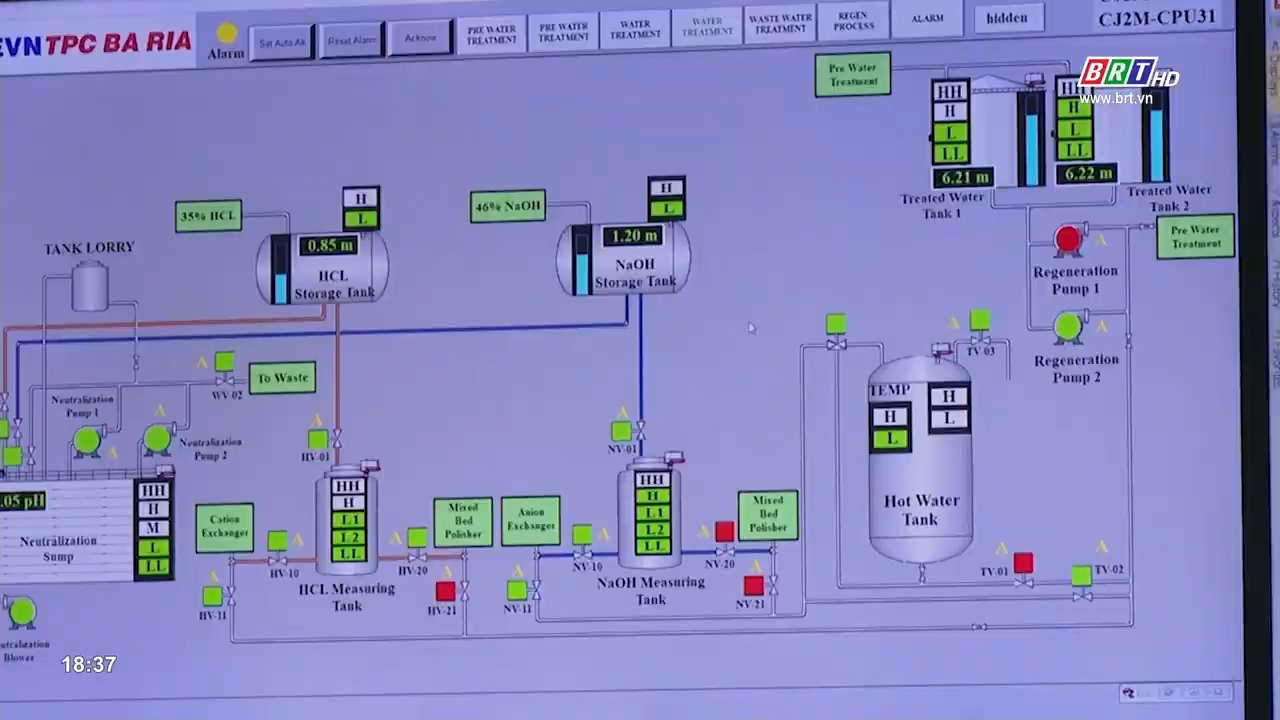 EVNTPC BA RIA
Alarm
Set Auto All
Reset Alarm
Acknow
PRE WATER
TREATMENT
PRE WATER
TREATMENT
WATER
TREATMENT
WATER
TREATMENT
WASTE WATER
TREATMENT
REGEN
PROCESS
ALARM
hidden
CJ2M-CPU31
BRT HD
www.brt.vn
Pre Water
Treatment
HH
H
L
LL
6.21 m
Treated Water
Tank 1
H
L
LL
6.22 m
Treated Water
Tank 2
Pre Water
Treatment
A
Regeneration
Pump 1
A
Regeneration
Pump 2
35% HCL
H
L
0.85 m
HCL
Storage Tank
46% NaOH
H
L
1.20 m
NaOH
Storage Tank
TANK LORRY
A
WV-02
To Waste
Neutralization
Pump 1
A
A
Neutralization
Pump 2
.05 pH
HH
H
M
L
LL
Neutralization
Sump
Blower
A
HV-01
HH
H
L1
L2
LL
HCL Measuring
Tank
Cation
Exchanger
A
HV-10
A
HV-11
A
HV-20
Mixed
Bed
Polisher
HV-21
A
NV-01
HH
H
L1
L2
LL
NaOH Measuring
Tank
Anion
Exchanger
A
NV-10
A
NV-11
A
NV-20
Mixed
Bed
Polisher
A
NV-21
A
TV-03
TEMP
H
L
H
L
Hot Water
Tank
A
TV-01
A
TV-02
18:37